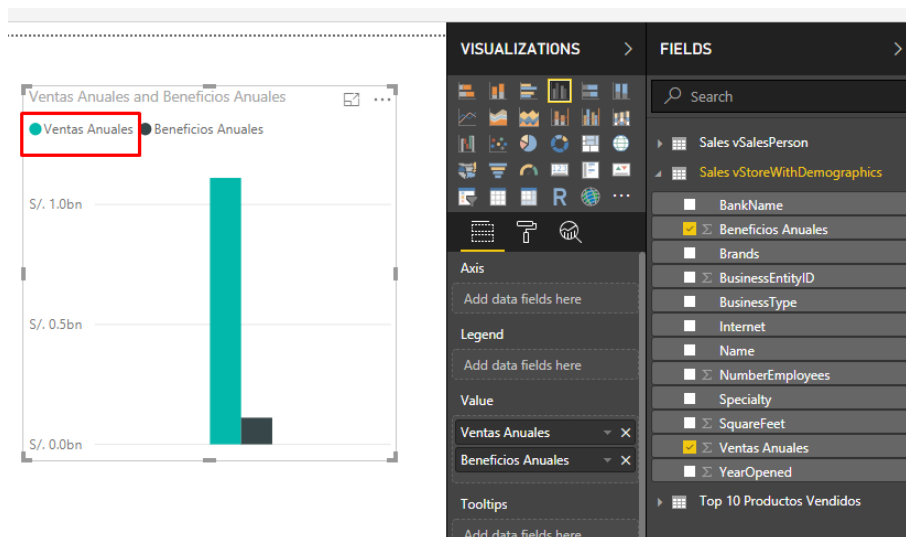 VISUALIZATIONS
FIELDS
Ventas Anuales and Beneficios Anuales
Ventas Anuales Beneficios Anuales
S/. 1.0bn
S/. 0.5bn
S/. 0.0bn
R
Axis
Add data fields here
Legend
Add data fields here
Value
Ventas Anuales
Beneficios Anuales
Tooltips
Add data fields here
Search
Sales vSalesPerson
Sales vStoreWithDemographics
BankName
Σ Beneficios Anuales
Brands
Σ BusinessEntityID
BusinessType
Internet
Name
Σ NumberEmployees
Specialty
Σ SquareFeet
Σ Ventas Anuales
Σ YearOpened
Top 10 Productos Vendidos